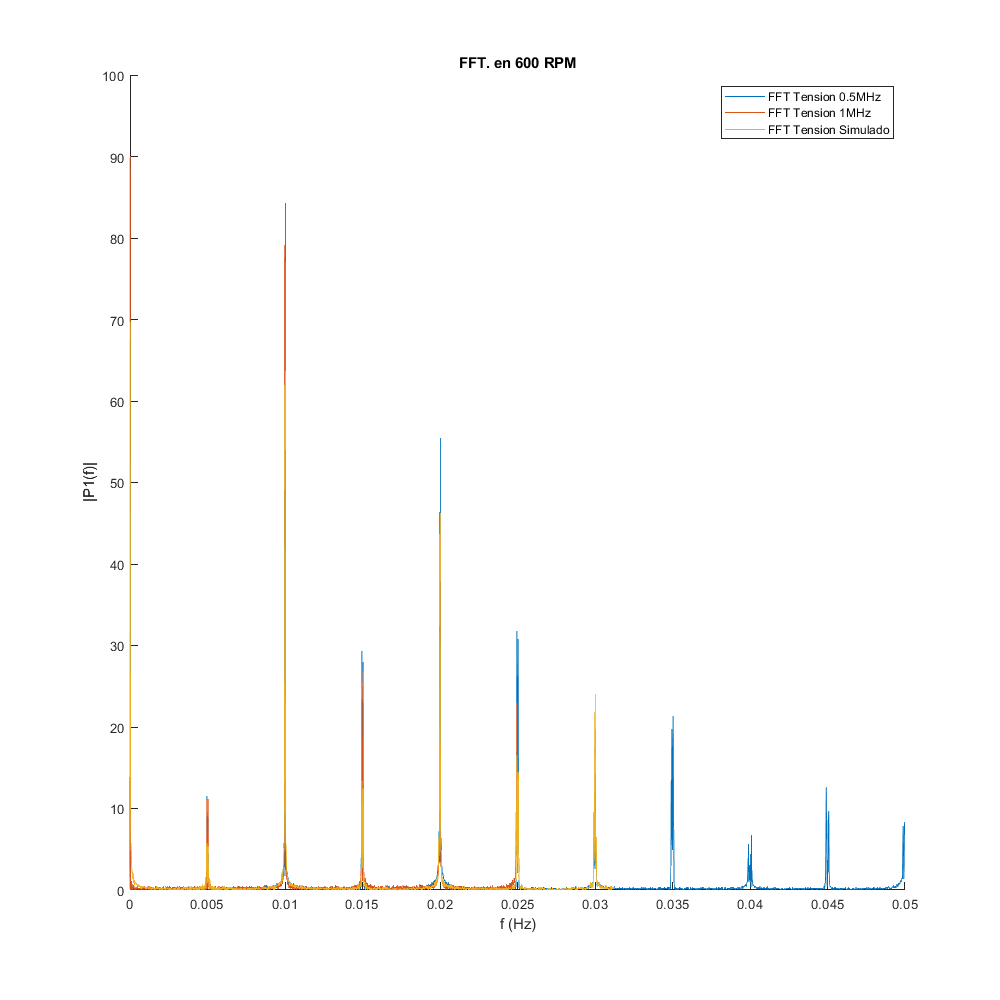 FFT. en 600 RPM
FFT Tension 0.5MHz
FFT Tension 1MHz
FFT Tension Simulado
100
90
80
70
60
50
40
30
20
10
0
|P1(f)|
0 0.005 0.01 0.015 0.02 0.025 0.03 0.035 0.04 0.045 0.05
f (Hz)